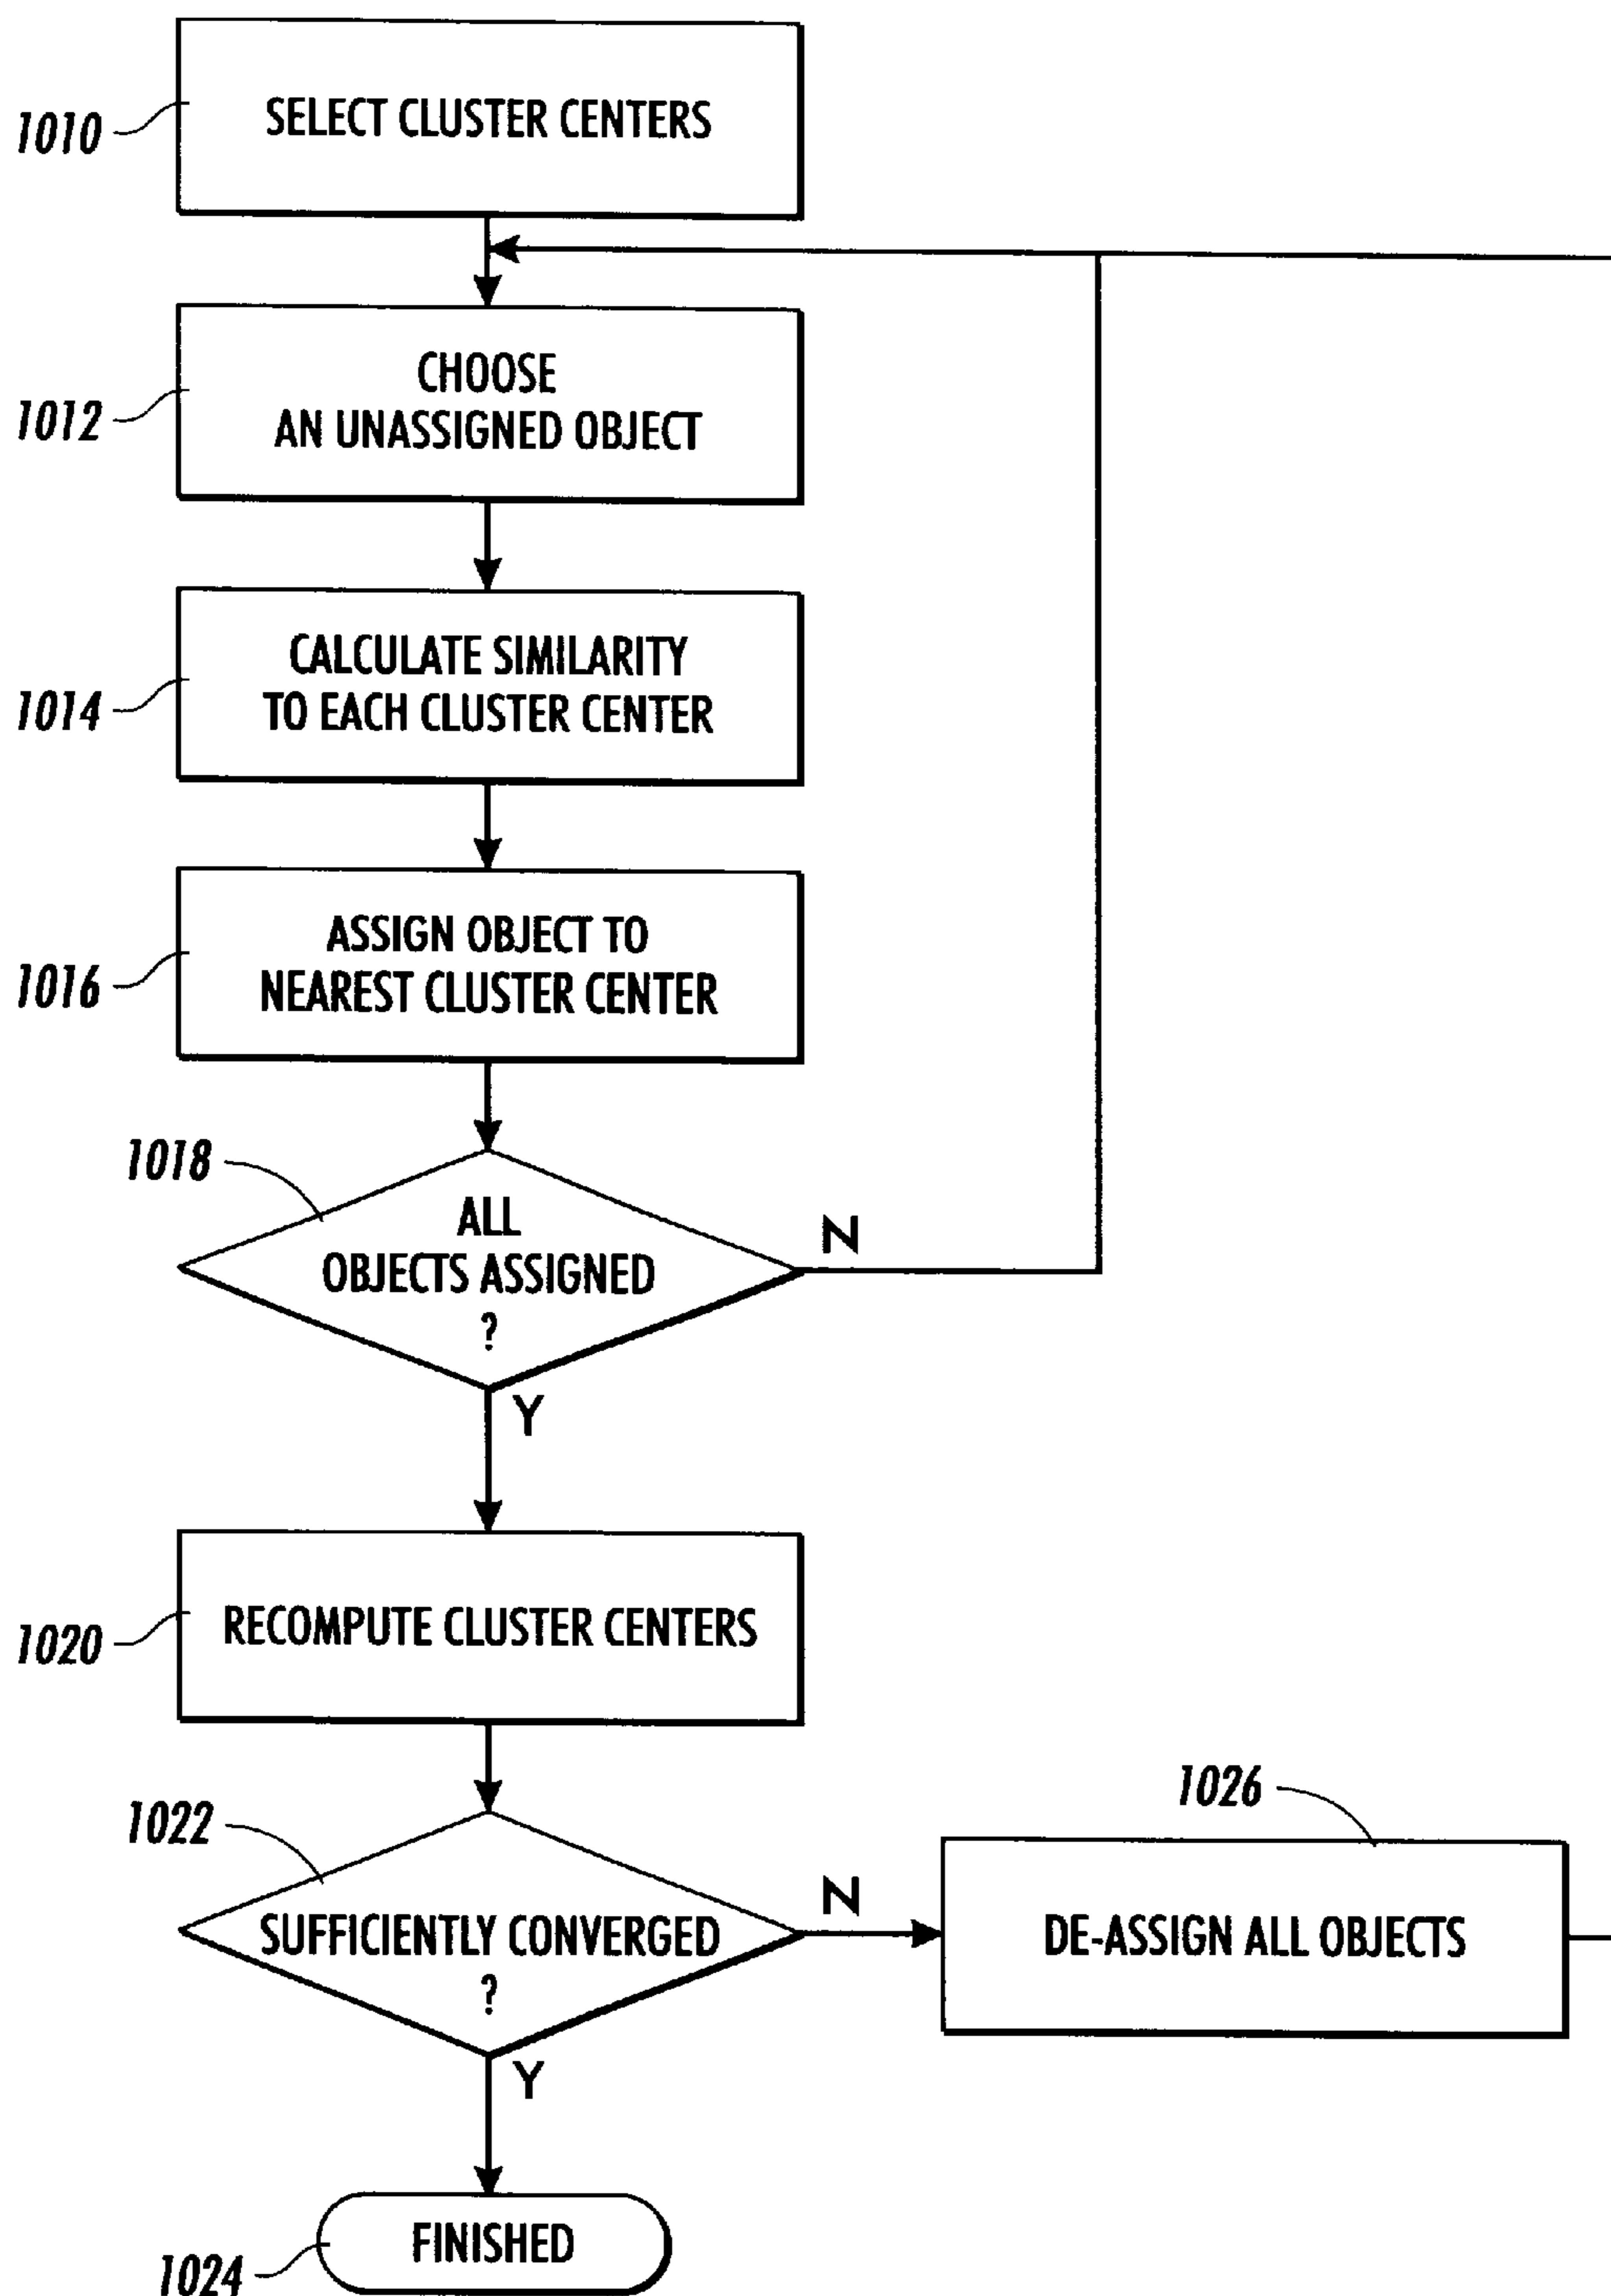 SELECT CLUSTER CENTERS
1010
CHOOSE
AN UNASSIGNED OBJECT
1012
CALCULATE SIMILARITY
TO EACH CLUSTER CENTER
1014
ASSIGN OBJECT TO
NEAREST CLUSTER CENTER
1016
1018
ALL
OBJECTS ASSIGNED
?
N
Y
RECOMPUTE CLUSTER CENTERS
1020
1022
SUFFICIENTLY CONVERGED
?
N
Y
1026
DE-ASSIGN ALL OBJECTS
FINISHED
1024